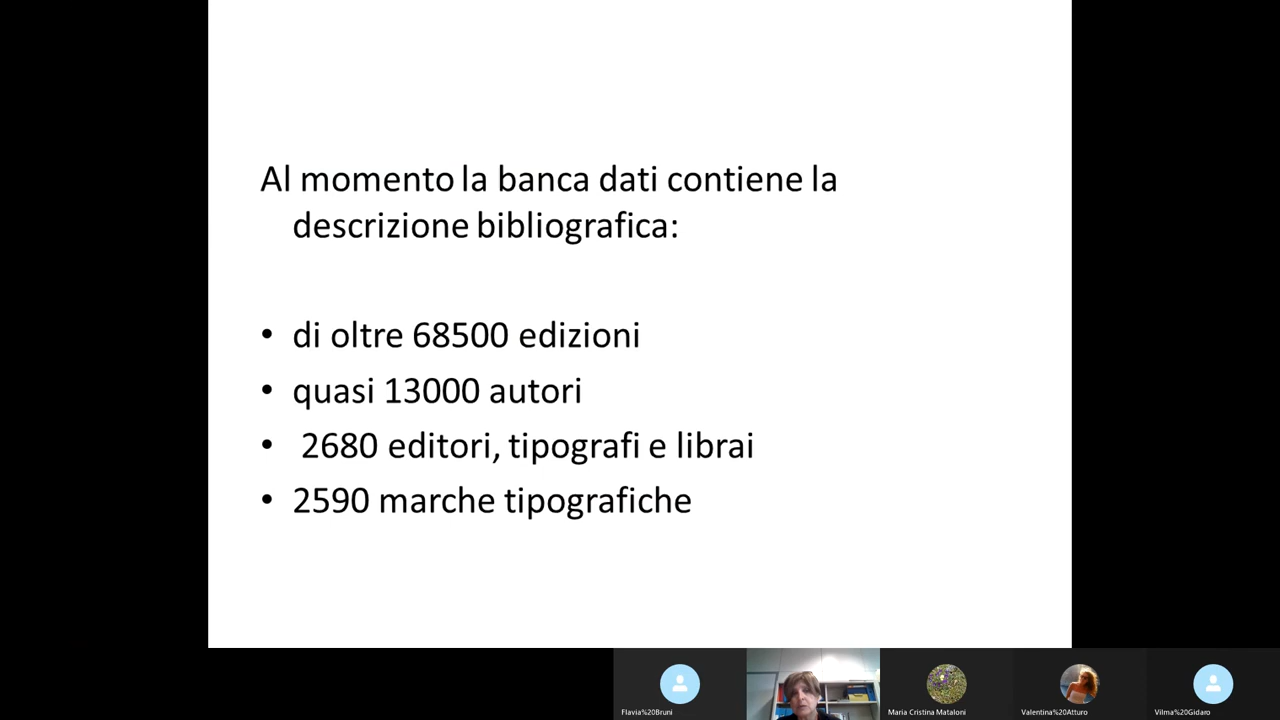 Al momento la banca dati contiene la
descrizione bibliografica:
• di oltre 68500 edizioni
• quasi 13000 autori
• 2680 editori, tipografi e librai
• 2590 marche tipografiche
Flavia%20Bruni
Maria Cristina Mataloni
Valentina%20Atturo
Vilma%20Gidaro